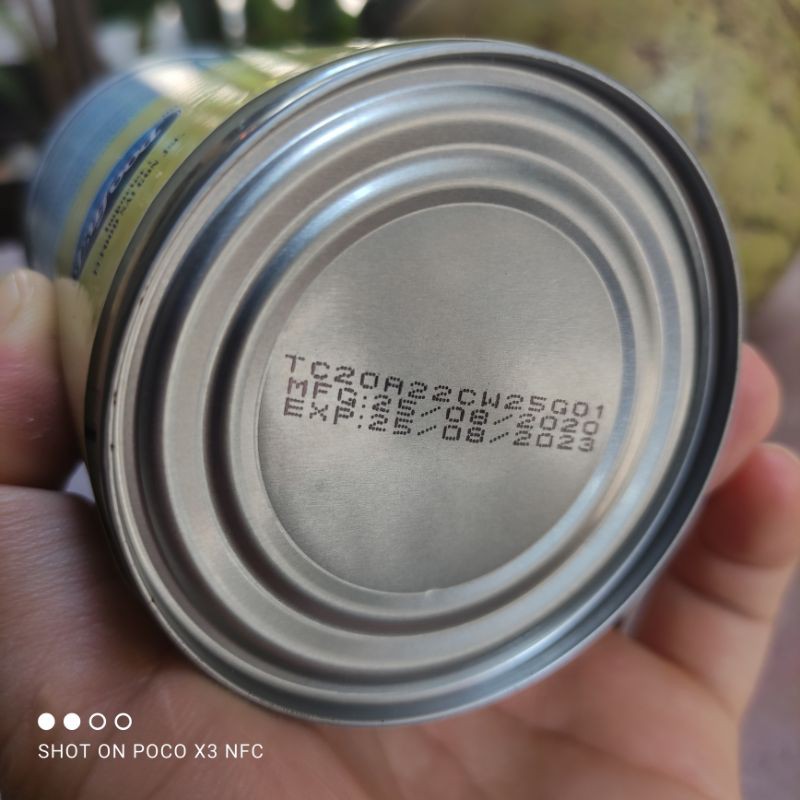 TC20A22CW25G01
MFG:25/08/2020
EXP:25/08/2023
SHOT ON POCO X3 NFC